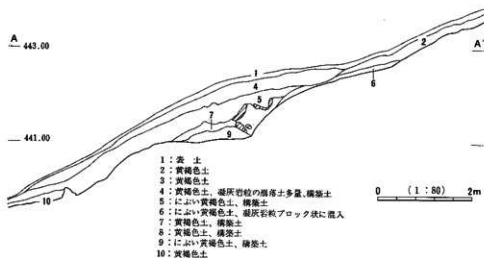 A
A'
443.00
441.00
1
2
4
5
6
7
9
10
1：表 土
2：黄褐色土
3：黄褐色土
4：黄褐色土、凝灰岩粒の崩落土多量、構築土
5：にぶい黄褐色土、構築土
6：にぶい黄褐色土、凝灰岩粒ブロック状に混入
7：黄褐色土、構築土
8：黄褐色土、構築土
9：にぶい黄褐色土、構築土
10：黄褐色土
0 (1:80) 2m